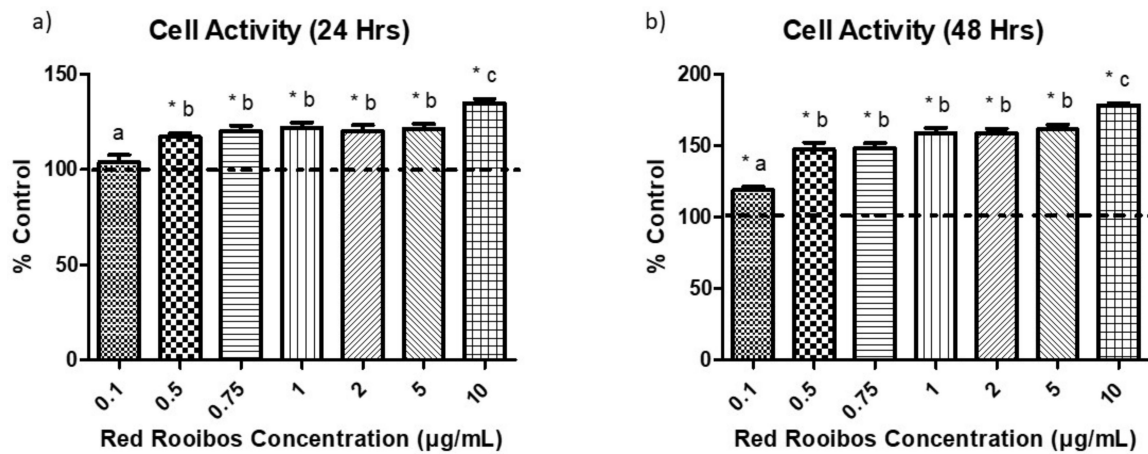 a)
Cell Activity (24 Hrs)
% Control
150
100
50
0
a
* b
* b
* b
* b
* b
* c
0.1
0.5
0.75
1
2
5
10
Red Rooibos Concentration (µg/mL)
b)
Cell Activity (48 Hrs)
% Control
200
150
100
50
0
* a
* b
* b
* b
* b
* b
* c
0.1
0.5
0.75
1
2
5
10
Red Rooibos Concentration (µg/mL)